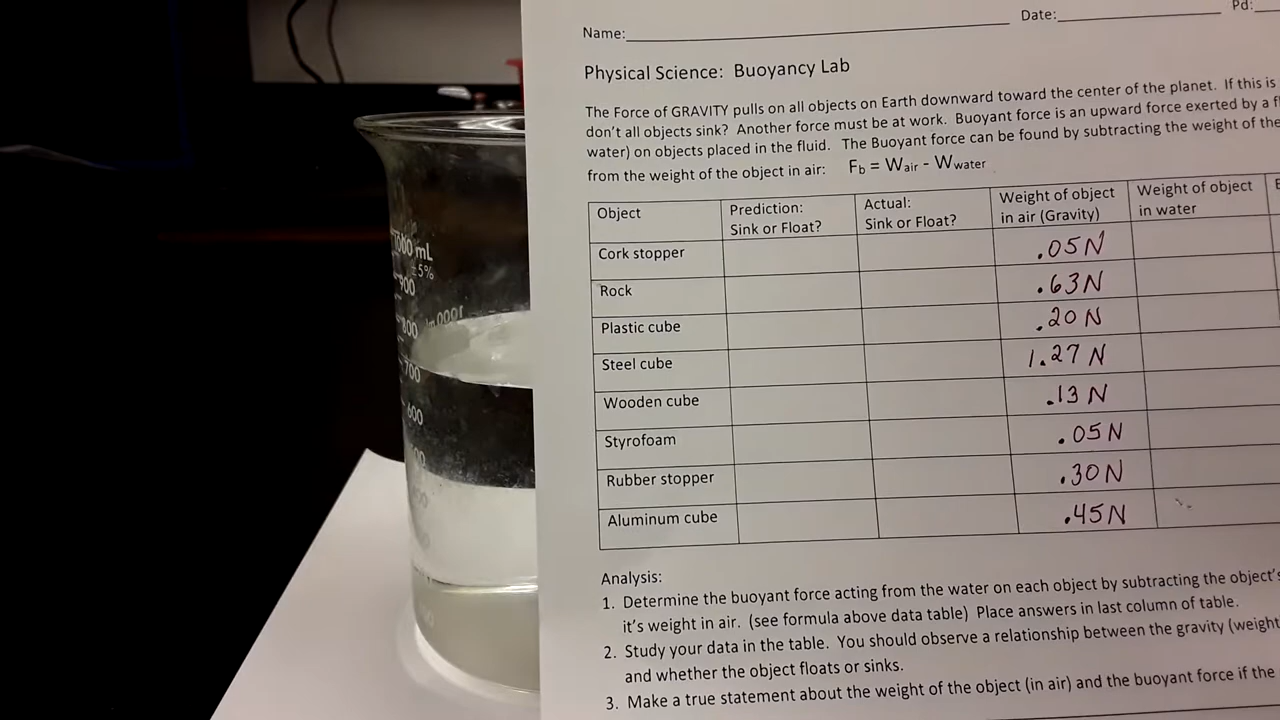 Name: Date: Pd:
Physical Science: Buoyancy Lab
The Force of GRAVITY pulls on all objects on Earth downward toward the center of the planet. If this is
don't all objects sink? Another force must be at work. Buoyant force is an upward force exerted by a
water) on objects placed in the fluid. The Buoyant force can be found by subtracting the weight of the
from the weight of the object in air: Fb = Wair - Wwater
Object
Prediction:
Sink or Float?
Actual:
Sink or Float?
Weight of object
in air (Gravity)
Weight of object
in water
Cork stopper .05N
Rock .63N
Plastic cube .20 N
Steel cube 1.27 N
Wooden cube .13 N
Styrofoam .05N
Rubber stopper .30N
Aluminum cube .45N
Analysis:
1. Determine the buoyant force acting from the water on each object by subtracting the object's
it's weight in air. (see formula above data table) Place answers in last column of table.
2. Study your data in the table. You should observe a relationship between the gravity (weight
and whether the object floats or sinks.
3. Make a true statement about the weight of the object (in air) and the buoyant force if the
1000 mL
±5%
900
800
700
600